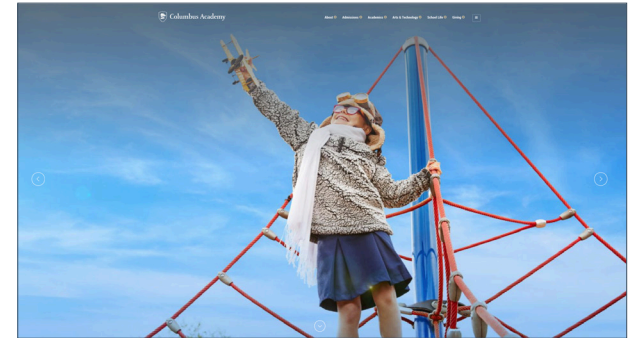 Columbus Academy
About
Admissions
Academics
Arts & Technology
School Life
Giving